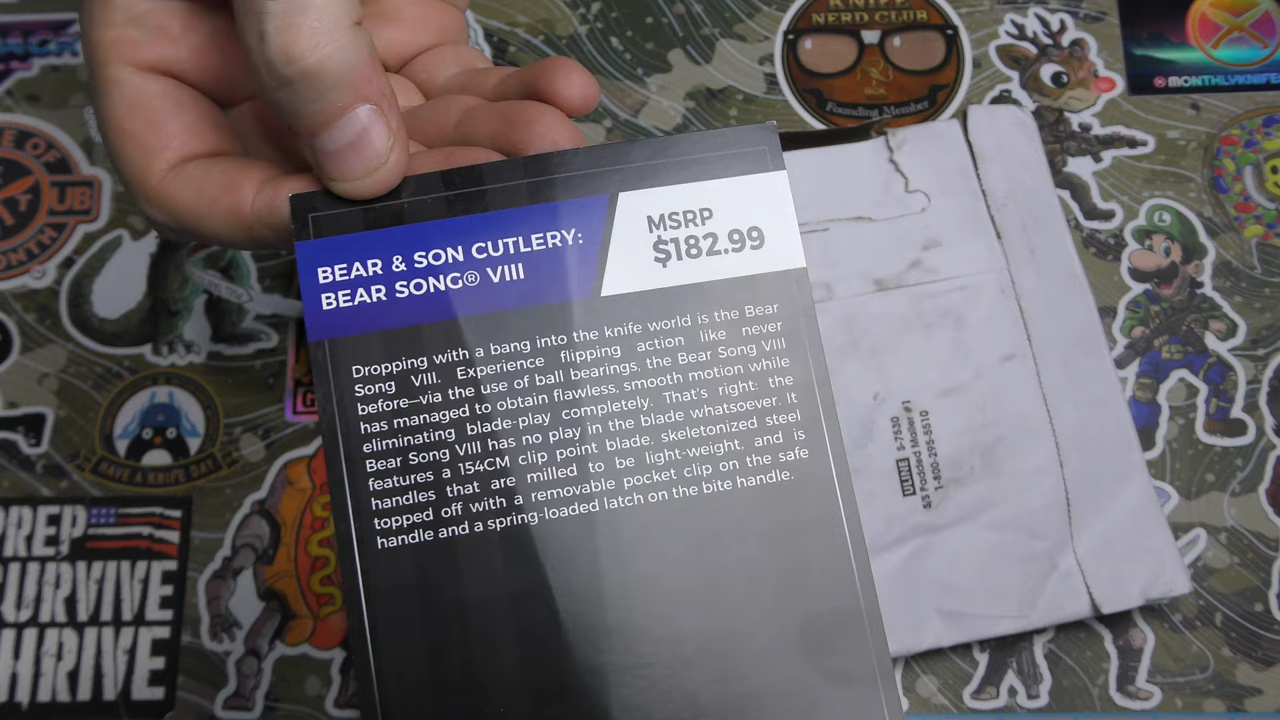 KNIFE
NERD CLUB
Founding Member
MONTHLYKNIFE
BEAR & SON CUTLERY:
BEAR SONG® VIII
MSRP
$182.99
Dropping with a bang into the knife world is the Bear
Song VIII. Experience flipping action like never
before—via the use of ball bearings, the Bear Song VIII
has managed to obtain flawless, smooth motion while
eliminating blade-play completely. That's right: the
Bear Song VIII has no play in the blade whatsoever. It
features a 154CM clip point blade, skeletonized steel
handles that are milled to be light-weight, and is
topped off with a removable pocket clip on the safe
handle and a spring-loaded latch on the bite handle.
ULINE S-7530
#3 Padded Mailer #1
1-800-295-5510
E OF
UB
MONTH
HAVE A KNIFE DAY
PREP
SURVIVE
THRIVE
L